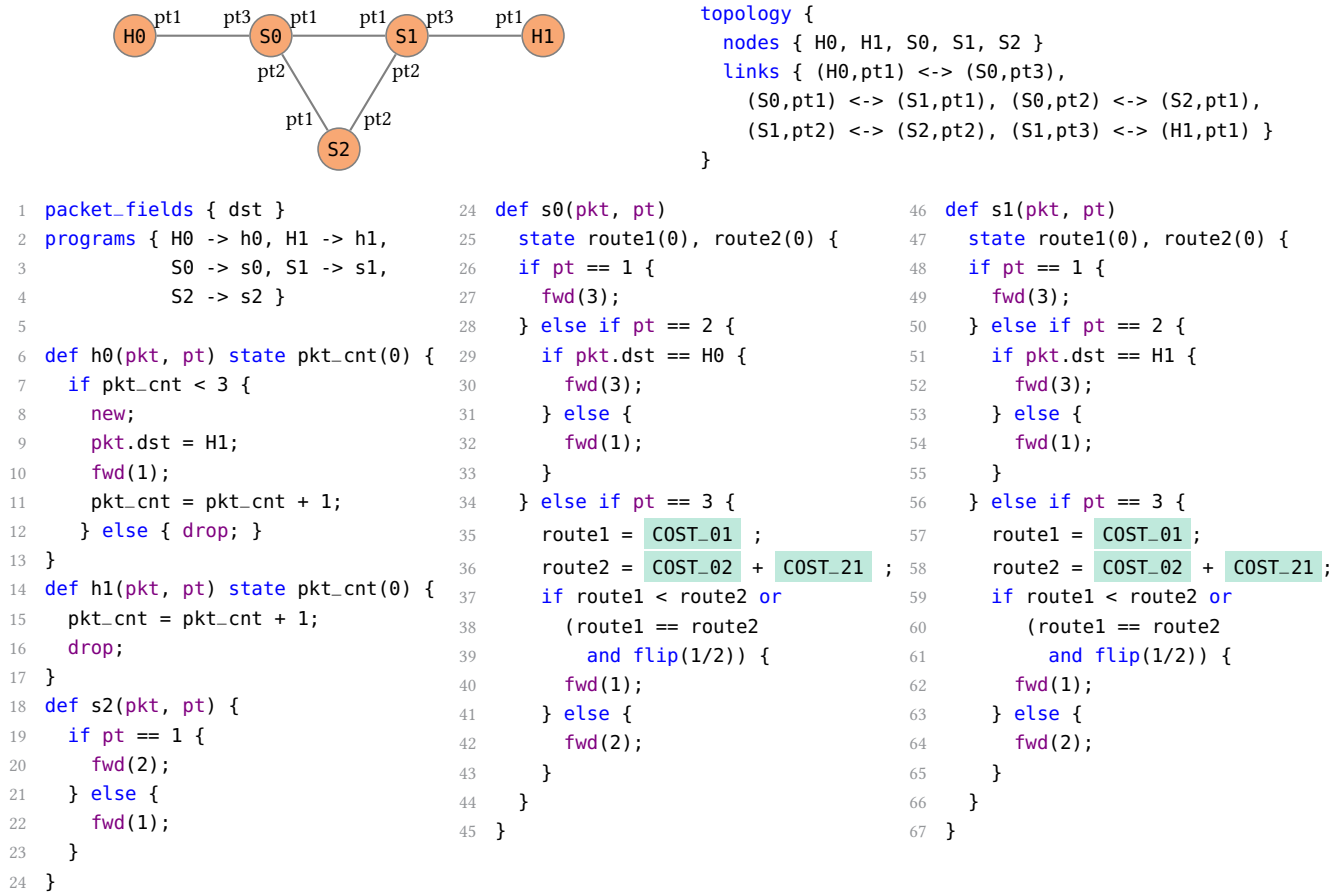 pt1 pt3 pt1 pt1 pt3 pt1
H0 S0 S1 H1
pt2 pt2
pt1 pt2
S2
topology {
nodes { H0, H1, S0, S1, S2 }
links { (H0,pt1) <-> (S0,pt3),
(S0,pt1) <-> (S1,pt1), (S0,pt2) <-> (S2,pt1),
(S1,pt2) <-> (S2,pt2), (S1,pt3) <-> (H1,pt1) }
}
1 packet_fields { dst }
2 programs { H0 -> h0, H1 -> h1,
3 S0 -> s0, S1 -> s1,
4 S2 -> s2 }
5
6 def h0(pkt, pt) state pkt_cnt(0) {
7 if pkt_cnt < 3 {
8 new;
9 pkt.dst = H1;
10 fwd(1);
11 pkt_cnt = pkt_cnt + 1;
12 } else { drop; }
13 }
14 def h1(pkt, pt) state pkt_cnt(0) {
15 pkt_cnt = pkt_cnt + 1;
16 drop;
17 }
18 def s2(pkt, pt) {
19 if pt == 1 {
20 fwd(2);
21 } else {
22 fwd(1);
23 }
24 }
24 def s0(pkt, pt)
25 state route1(0), route2(0) {
26 if pt == 1 {
27 fwd(3);
28 } else if pt == 2 {
29 if pkt.dst == H0 {
30 fwd(3);
31 } else {
32 fwd(1);
33 }
34 } else if pt == 3 {
35 route1 = COST_01 ;
36 route2 = COST_02 + COST_21 ;
37 if route1 < route2 or
38 (route1 == route2
39 and flip(1/2)) {
40 fwd(1);
41 } else {
42 fwd(2);
43 }
44 }
45 }
46 def s1(pkt, pt)
47 state route1(0), route2(0) {
48 if pt == 1 {
49 fwd(3);
50 } else if pt == 2 {
51 if pkt.dst == H1 {
52 fwd(3);
53 } else {
54 fwd(1);
55 }
56 } else if pt == 3 {
57 route1 = COST_01 ;
58 route2 = COST_02 + COST_21 ;
59 if route1 < route2 or
60 (route1 == route2
61 and flip(1/2)) {
62 fwd(1);
63 } else {
64 fwd(2);
65 }
66 }
67 }